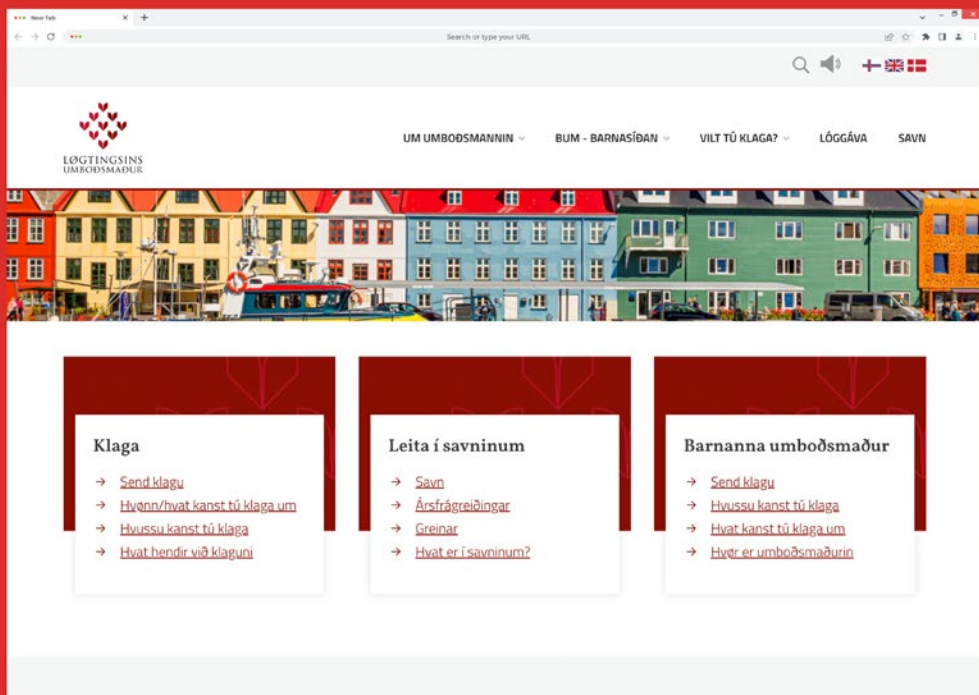 New Tab
Search or type your URL
LØGTINGSINS
UMBOÐSMAÐUR
UM UMBOÐSMANNIN
BUM - BARNASÍÐAN
VILT TÚ KLAGA?
LÓGGÁVA
SAVN
Klaga
Send klagu
Hvønn/hvat kanst tú klaga um
Hvussu kanst tú klaga
Hvat hendir við klaguni
Leita í savninum
Savn
Ársfrágreiðingar
Greinar
Hvat er í savninum?
Barnanna umboðsmaður
Send klagu
Hvussu kanst tú klaga
Hvat kanst tú klaga um
Hvør er umboðsmaðurin